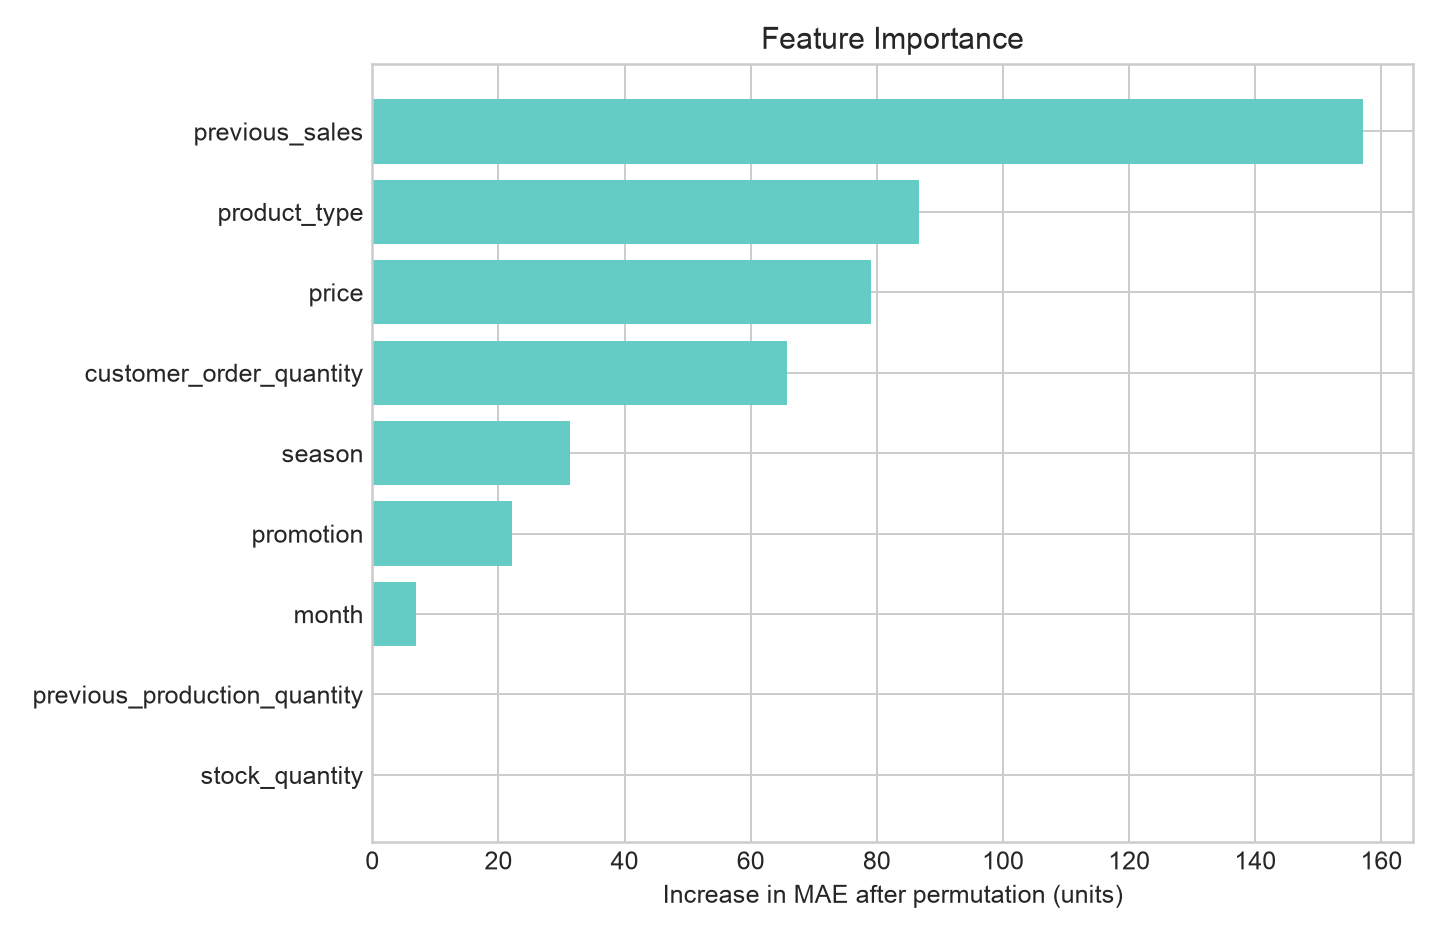 Feature Importance
previous_sales
product_type
price
customer_order_quantity
season
promotion
month
previous_production_quantity
stock_quantity
0 20 40 60 80 100 120 140 160
Increase in MAE after permutation (units)